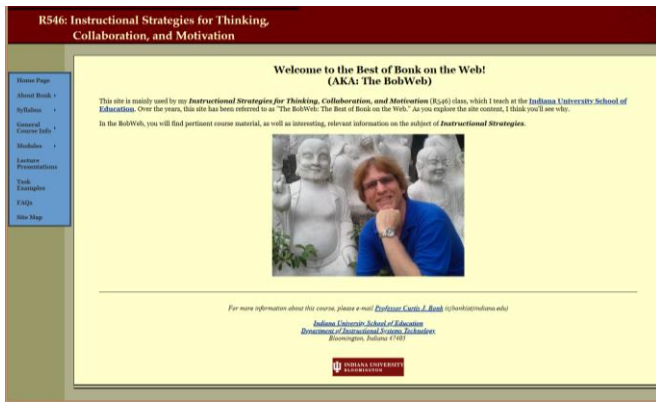 R546: Instructional Strategies for Thinking,
Collaboration, and Motivation
Home Page
About Bonk
Syllabus
General
Course Info
Modules
Lecture
Presentations
Task
Examples
FAQs
Site Map
Welcome to the Best of Bonk on the Web!
(AKA: The BobWeb)
This site is mainly used by my Instructional Strategies for Thinking, Collaboration, and Motivation (R546) class, which I teach at the Indiana University School of
Education. Over the years, this site has been referred to as "The BobWeb: The Best of Bonk on the Web." As you explore the site content, I think you'll see why.
In the BobWeb, you will find pertinent course material, as well as interesting, relevant information on the subject of Instructional Strategies.
For more information about this course, please e-mail Professor Curtis J. Bonk
Indiana University School of Education
Department of Instructional Systems Technology
Bloomington, Indiana 47405
INDIANA UNIVERSITY
BLOOMINGTON